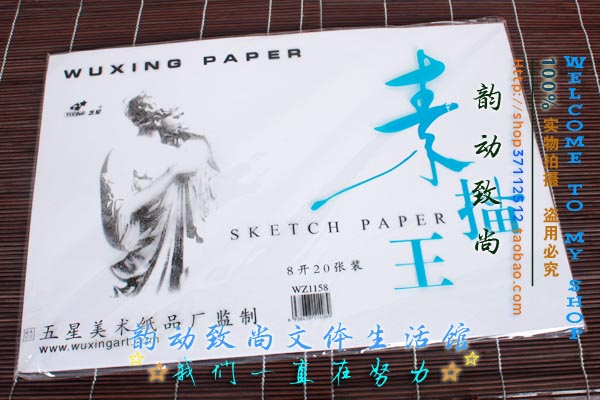 WUXING PAPER
素描王
SKETCH PAPER
8开20张装
WZ1158
五星美术纸品厂监制
www.wuxingart
韵动致尚
Http://shop37112512.taobao.com
100%实物拍摄 盗用必究
WELCOME TO MY SHOP
韵动致尚文体生活馆
我们一直在努力